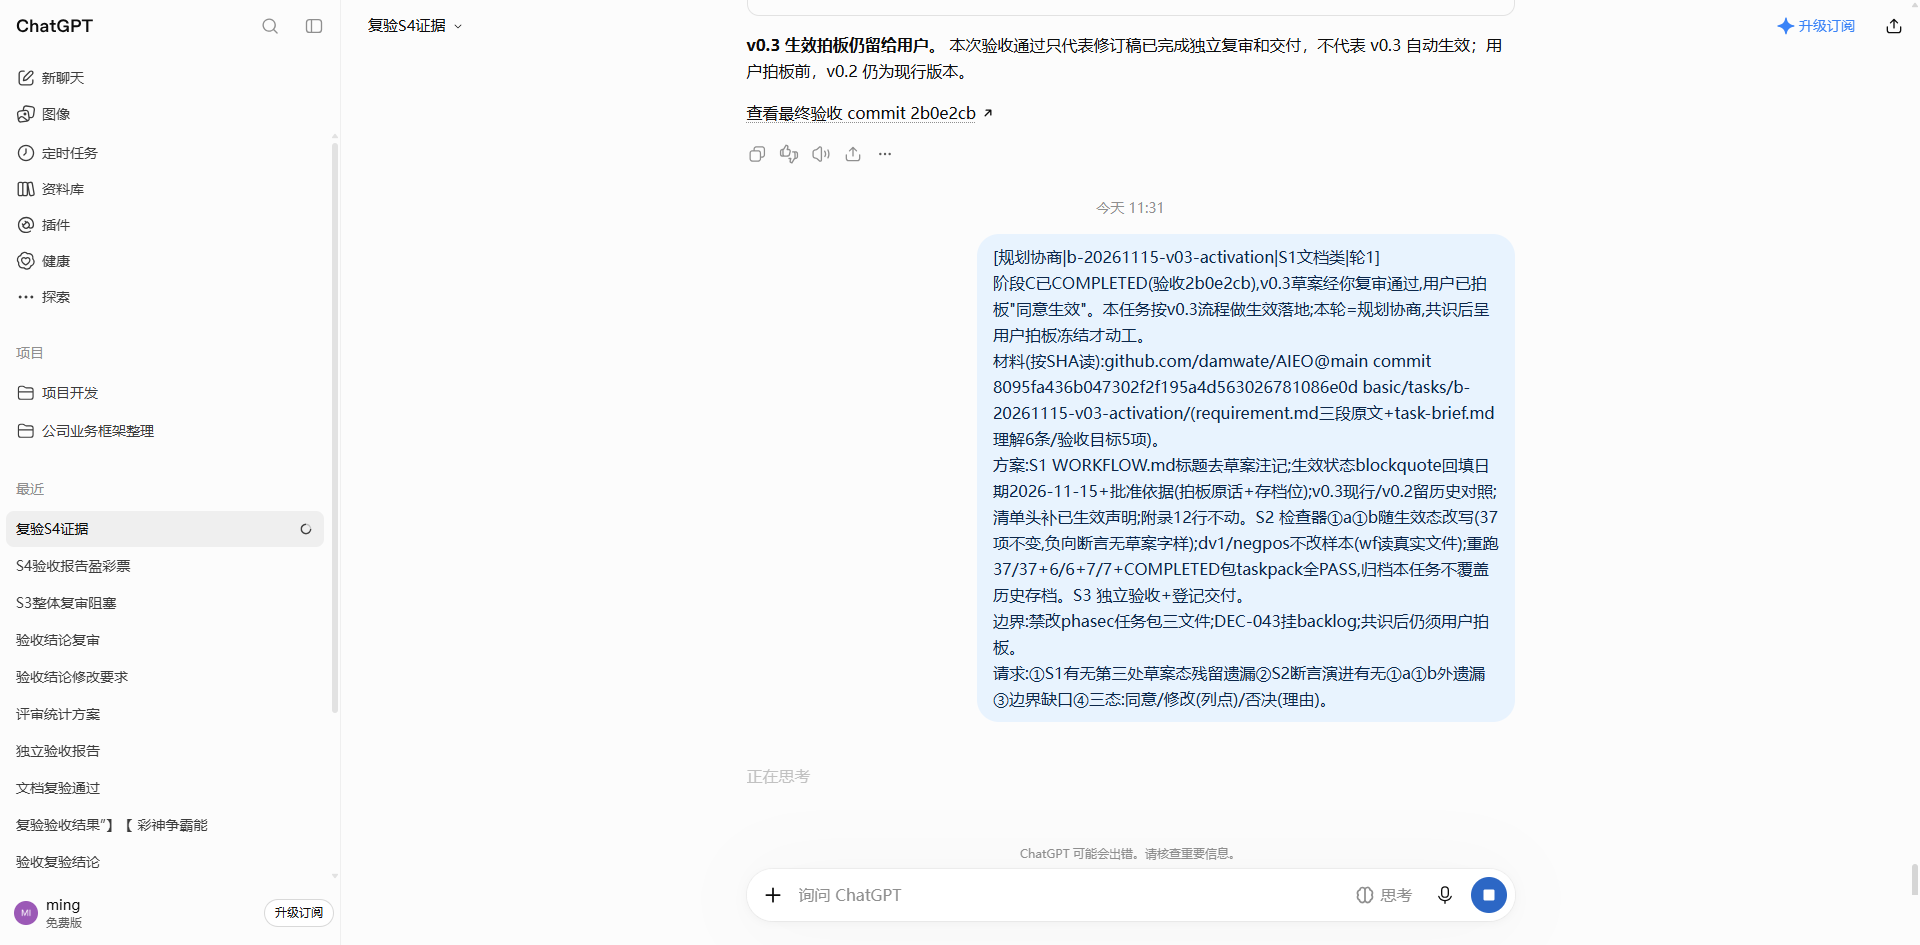 ChatGPT
新聊天
图像
定时任务
资料库
插件
健康
探索
项目
项目开发
公司业务框架整理
最近
复验S4证据
S4验收报告盈彩票
S3整体复审阻塞
验收结论复审
验收结论修改要求
评审统计方案
独立验收报告
文档复验通过
复验验收结果”】【 彩神争霸能
验收复验结论
MI
ming
免费版
升级订阅
复验S4证据
升级订阅
v0.3 生效拍板仍留给用户。 本次验收通过只代表修订稿已完成独立复审和交付，不代表 v0.3 自动生效；用
户拍板前，v0.2 仍为现行版本。
查看最终验收 commit 2b0e2cb
今天 11:31
[规划协商|b-20261115-v03-activation|S1文档类|轮1]
阶段C已COMPLETED(验收2b0e2cb),v0.3草案经你复审通过,用户已拍
板"同意生效"。本任务按v0.3流程做生效落地;本轮=规划协商,共识后呈
用户拍板冻结才动工。
材料(按SHA读):github.com/damwate/AIEO@main commit
8095fa436b047302f2f195a4d563026781086e0d basic/tasks/b-
20261115-v03-activation/(requirement.md三段原文+task-brief.md
理解6条/验收目标5项)。
方案:S1 WORKFLOW.md标题去草案注记;生效状态blockquote回填日
期2026-11-15+批准依据(拍板原话+存档位);v0.3现行/v0.2留历史对照;
清单头补已生效声明;附录12行不动。S2 检查器①a①b随生效态改写(37
项不变,负向断言无草案字样);dv1/negpos不改样本(wf读真实文件);重跑
37/37+6/6+7/7+COMPLETED包taskpack全PASS,归档本任务不覆盖
历史存档。S3 独立验收+登记交付。
边界:禁改phasec任务包三文件;DEC-043挂backlog;共识后仍须用户拍
板。
请求:①S1有无第三处草案态残留遗漏②S2断言演进有无①a①b外遗漏
③边界缺口④三态:同意/修改(列点)/否决(理由)。
正在思考
ChatGPT 可能会出错。请核查重要信息。
询问 ChatGPT
思考